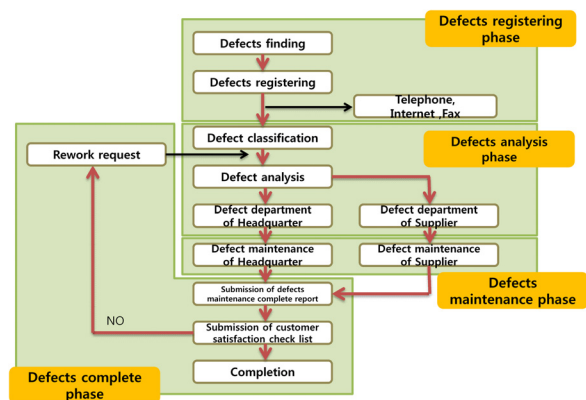 Defects registering
phase
Defects finding
Defects registering
Telephone,
Internet ,Fax
Defect classification
Defects analysis
phase
Rework request
Defect analysis
Defect department
of Headquarter
Defect department
of Supplier
Defect maintenance
of Headquarter
Defect maintenance
of Supplier
Defects
maintenance phase
Submission of defects
maintenance complete report
NO
Submission of customer
satisfaction check list
Completion
Defects complete
phase